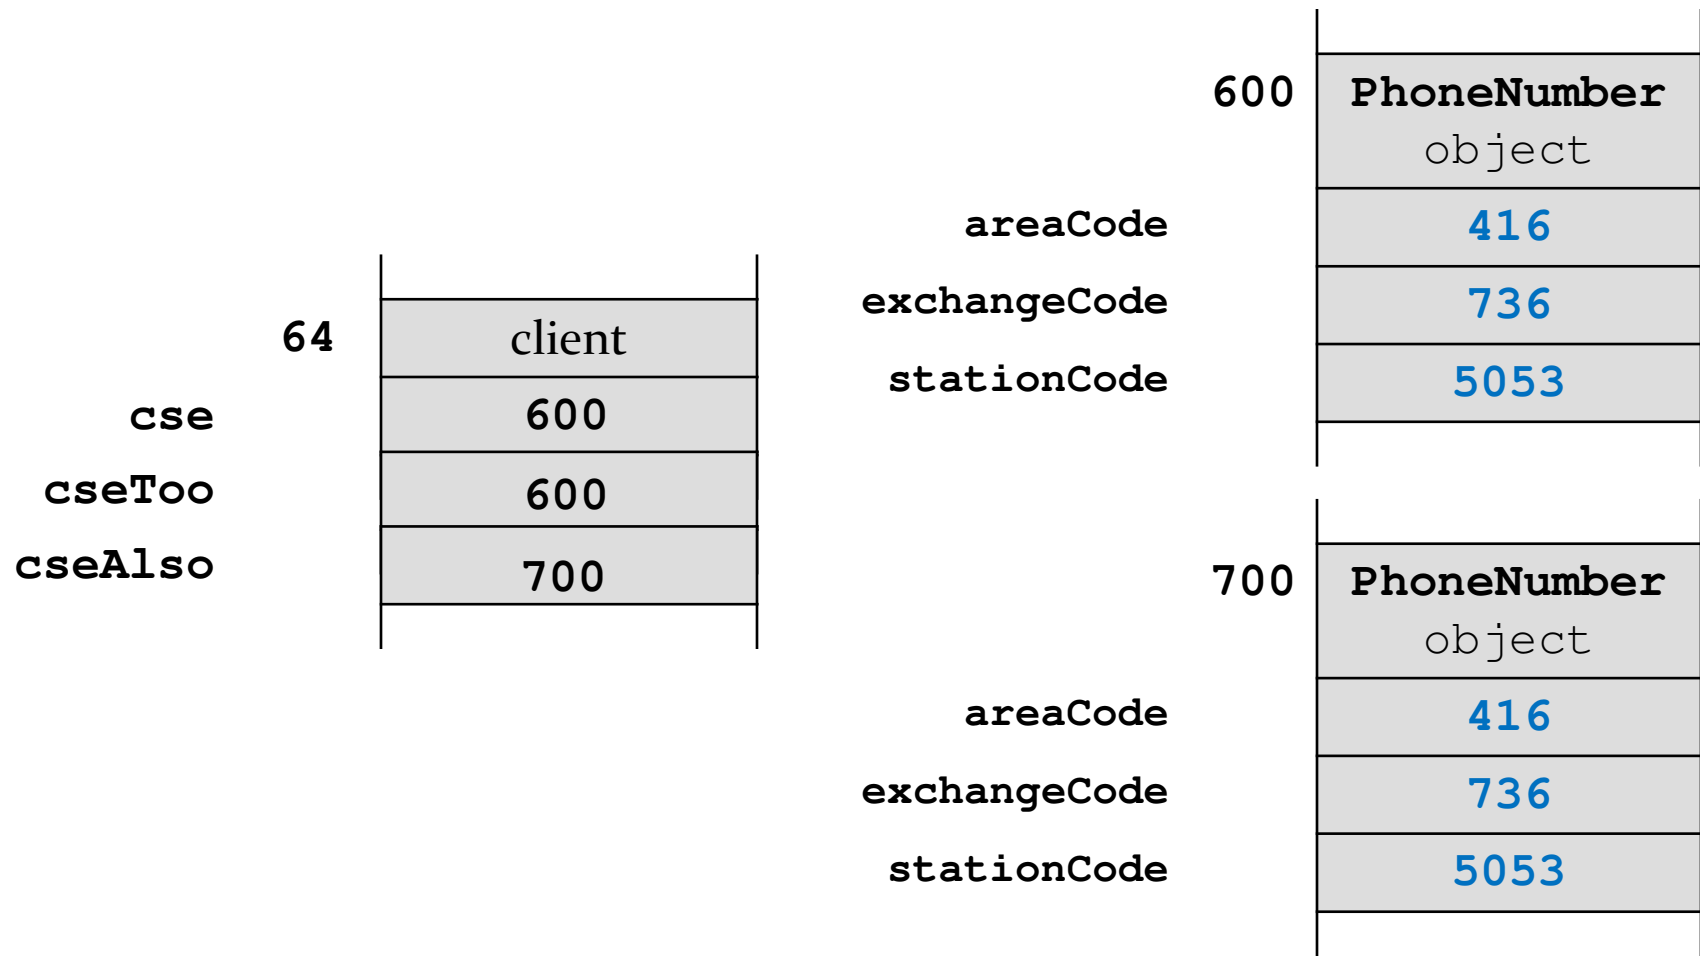 64 client
cse 600
cseToo 600
cseAlso 700
600 PhoneNumber
object
areaCode 416
exchangeCode 736
stationCode 5053
700 PhoneNumber
object
areaCode 416
exchangeCode 736
stationCode 5053